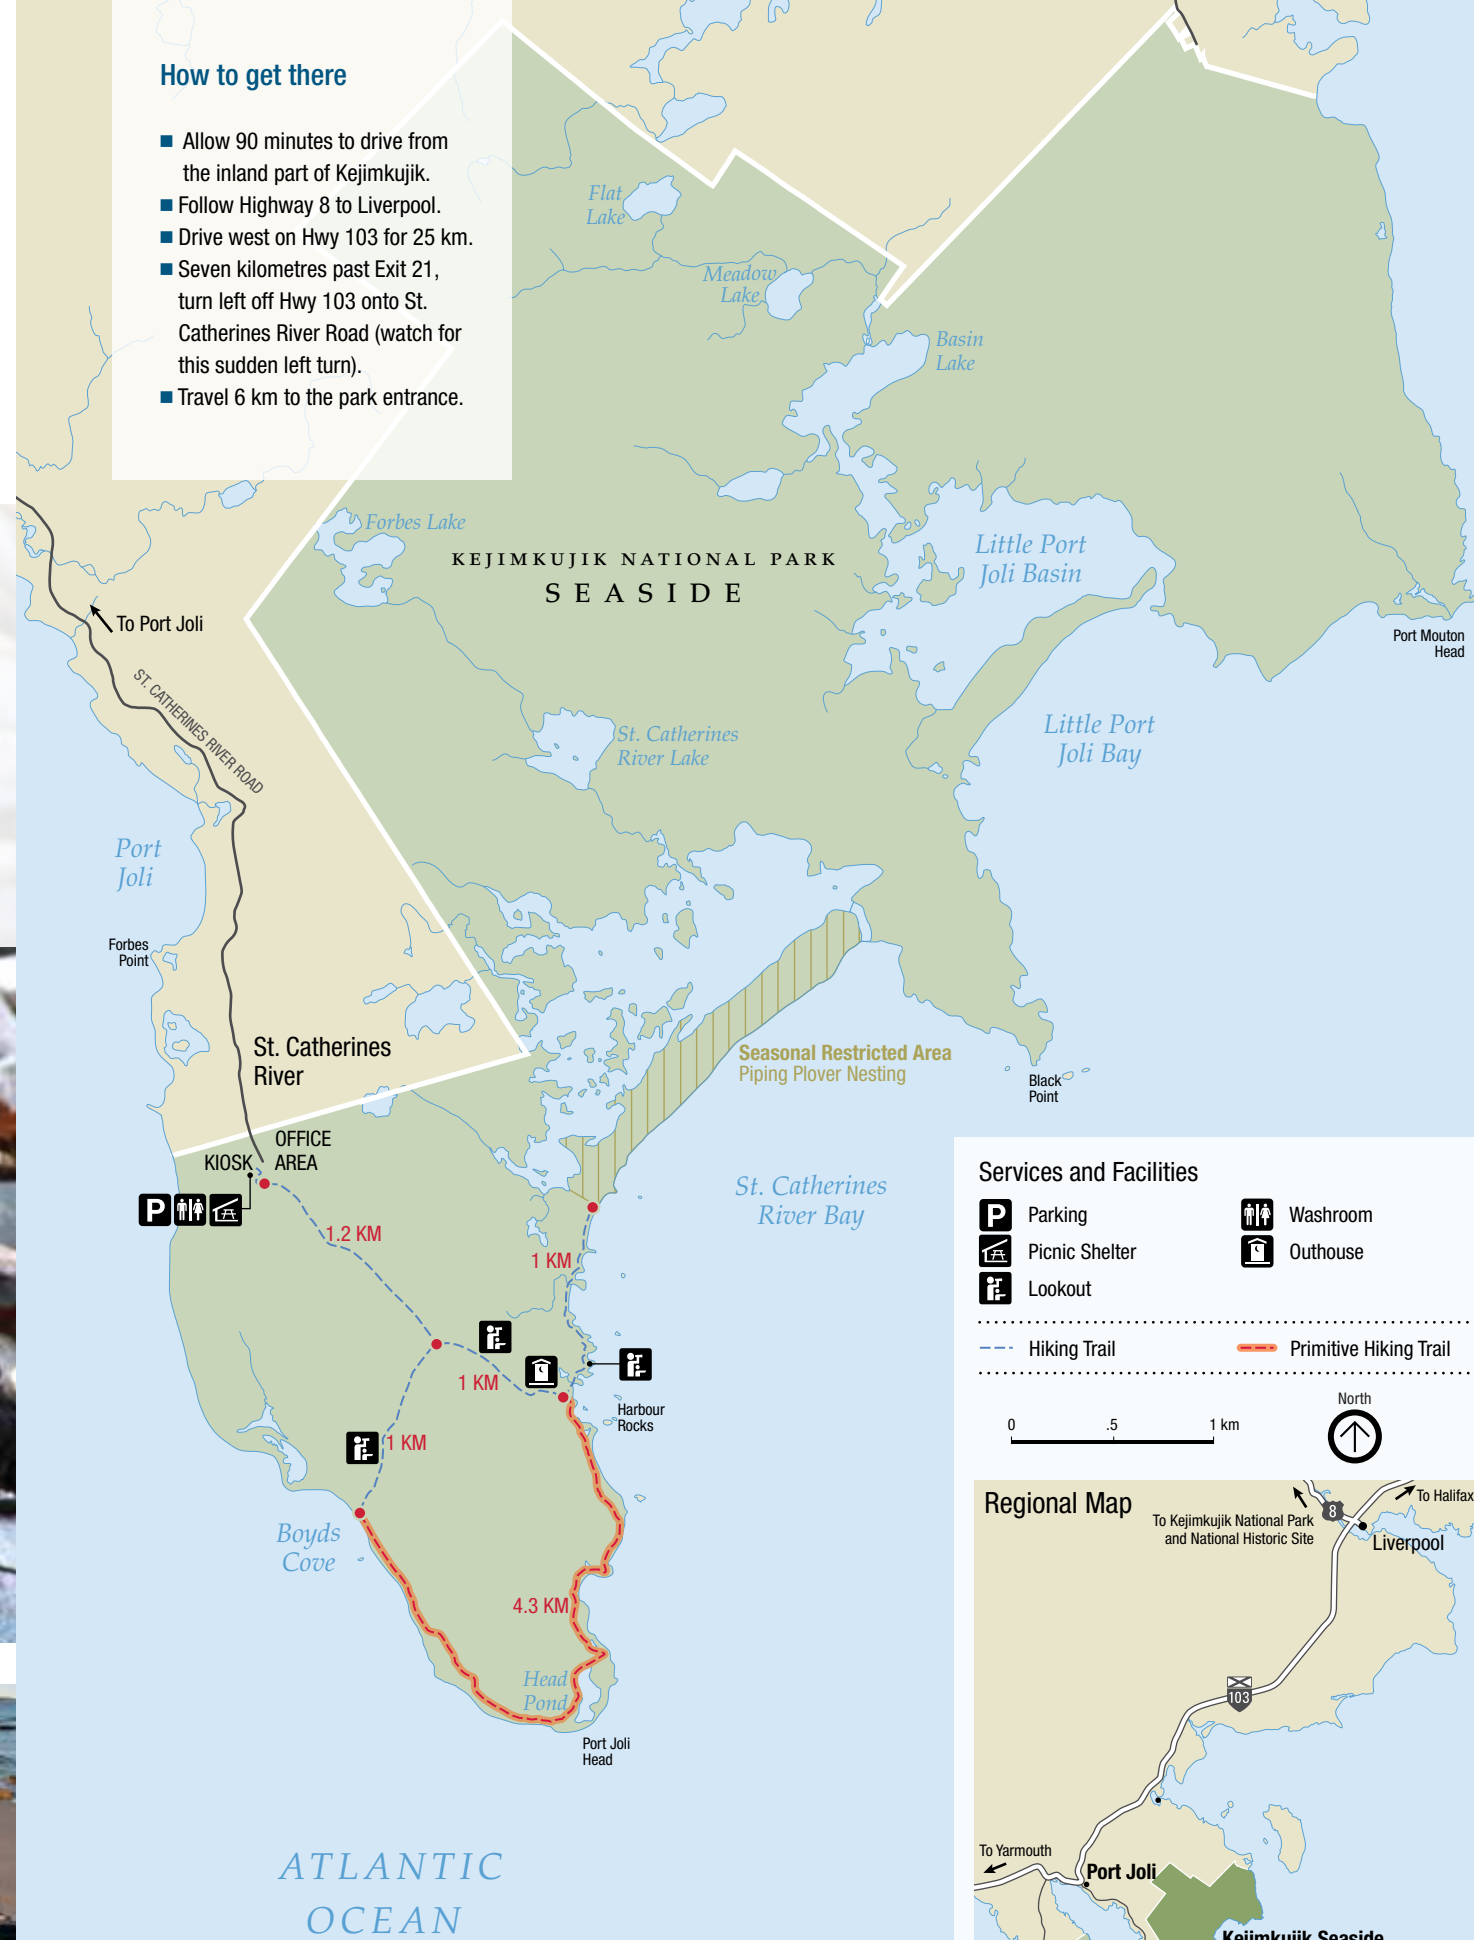 How to get there
■ Allow 90 minutes to drive from
the inland part of Kejimkujik.
■ Follow Highway 8 to Liverpool.
■ Drive west on Hwy 103 for 25 km.
■ Seven kilometres past Exit 21,
turn left off Hwy 103 onto St.
Catherines River Road (watch for
this sudden left turn).
■ Travel 6 km to the park entrance.
Flat
Lake
Meadow
Lake
Basin
Lake
Forbes Lake
KEJIMKUJIK NATIONAL PARK
SEASIDE
Little Port
Joli Basin
To Port Joli
Port Mouton
Head
ST. CATHERINES RIVER ROAD
St. Catherines
River Lake
Little Port
Joli Bay
Port
Joli
Forbes
Point
St. Catherines
River
Seasonal Restricted Area
Piping Plover Nesting
Black
Point
OFFICE
AREA
KIOSK
P
1.2 KM
1 KM
St. Catherines
River Bay
1 KM
1 KM
Harbour
Rocks
Boyds
Cove
4.3 KM
Head
Pond
Port Joli
Head
ATLANTIC
OCEAN
Services and Facilities
P Parking
Washroom
Picnic Shelter
Outhouse
Lookout
Hiking Trail
Primitive Hiking Trail
North
0 .5 1 km
Regional Map
To Halifax
8
To Kejimkujik National Park
and National Historic Site
Liverpool
103
To Yarmouth
Port Joli
Kejimkujik Seaside